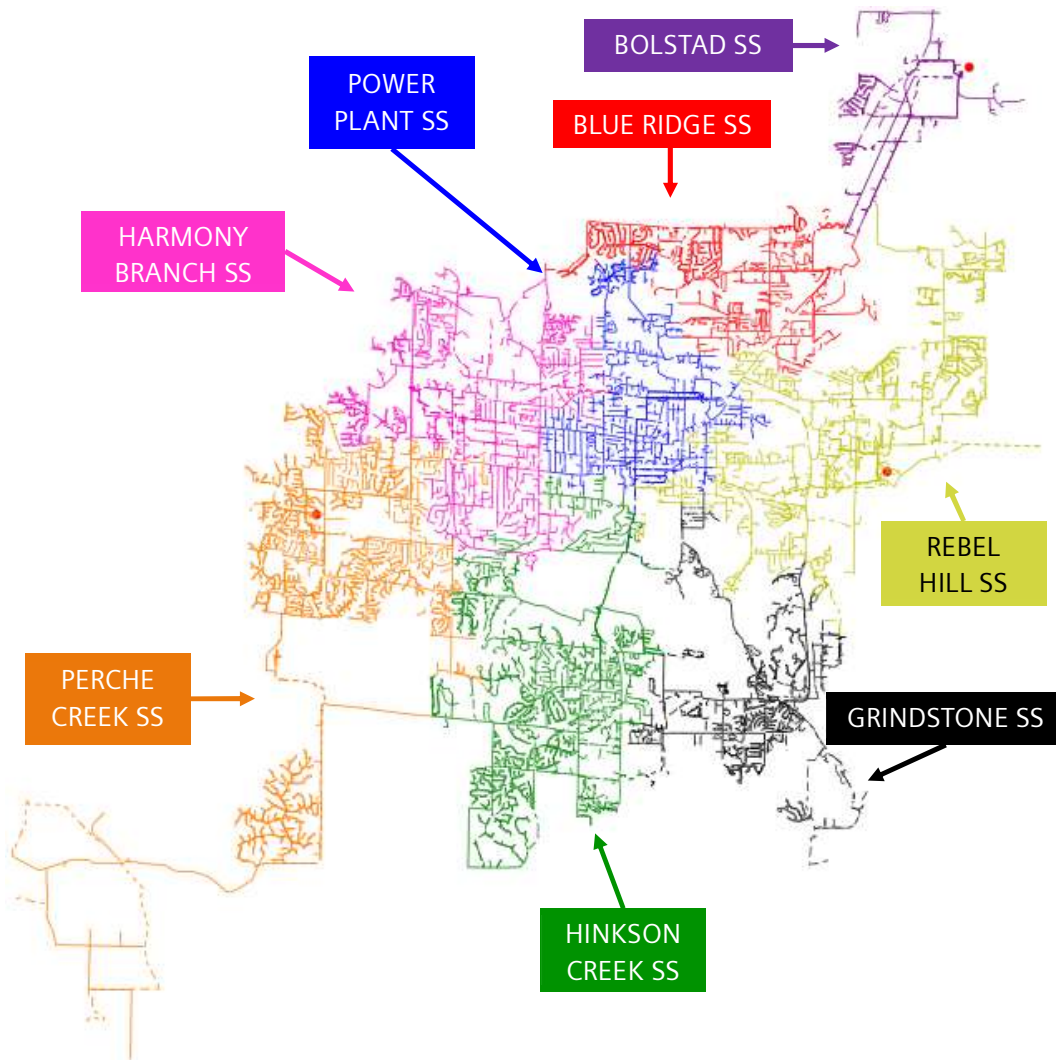 BOLSTAD SS
POWER
PLANT SS
BLUE RIDGE SS
HARMONY
BRANCH SS
REBEL
HILL SS
PERCHE
CREEK SS
GRINDSTONE SS
HINKSON
CREEK SS